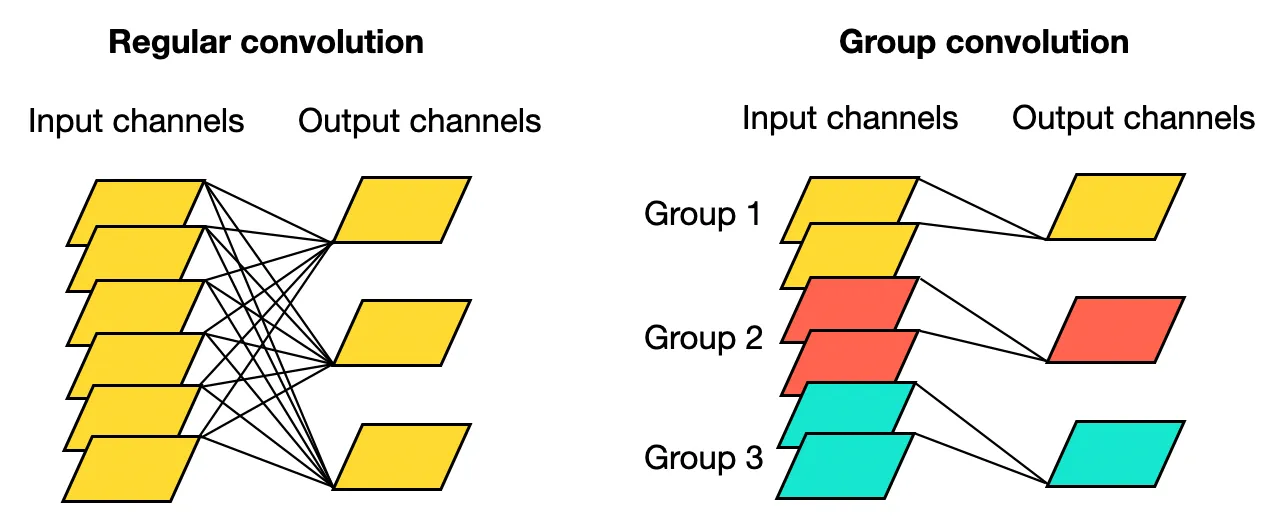 Regular convolution
Input channels
Output channels
Group convolution
Input channels
Output channels
Group 1
Group 2
Group 3